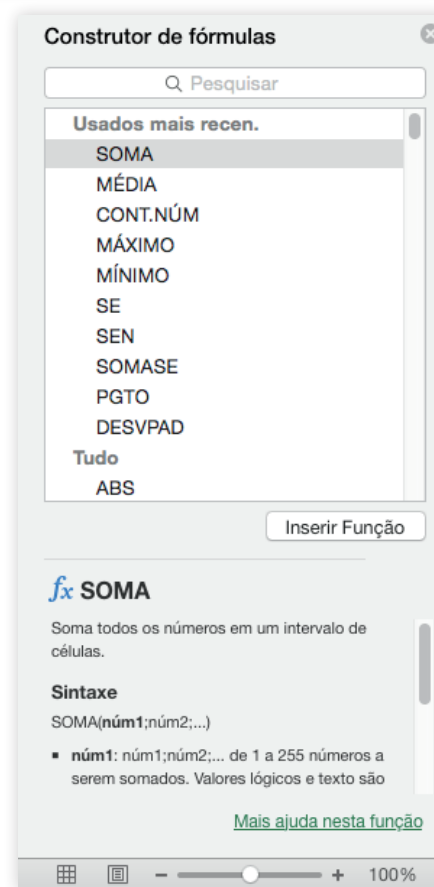 Construtor de fórmulas
Pesquisar
Usados mais recen.
SOMA
MÉDIA
CONT.NÚM
MÁXIMO
MÍNIMO
SE
SEN
SOMASE
PGTO
DESVPAD
Tudo
ABS
Inserir Função
fx SOMA
Soma todos os números em um intervalo de
células.
Sintaxe
SOMA(núm1;núm2;...)
▪ núm1: núm1;núm2;... de 1 a 255 números a
serem somados. Valores lógicos e texto são
Mais ajuda nesta função
100%